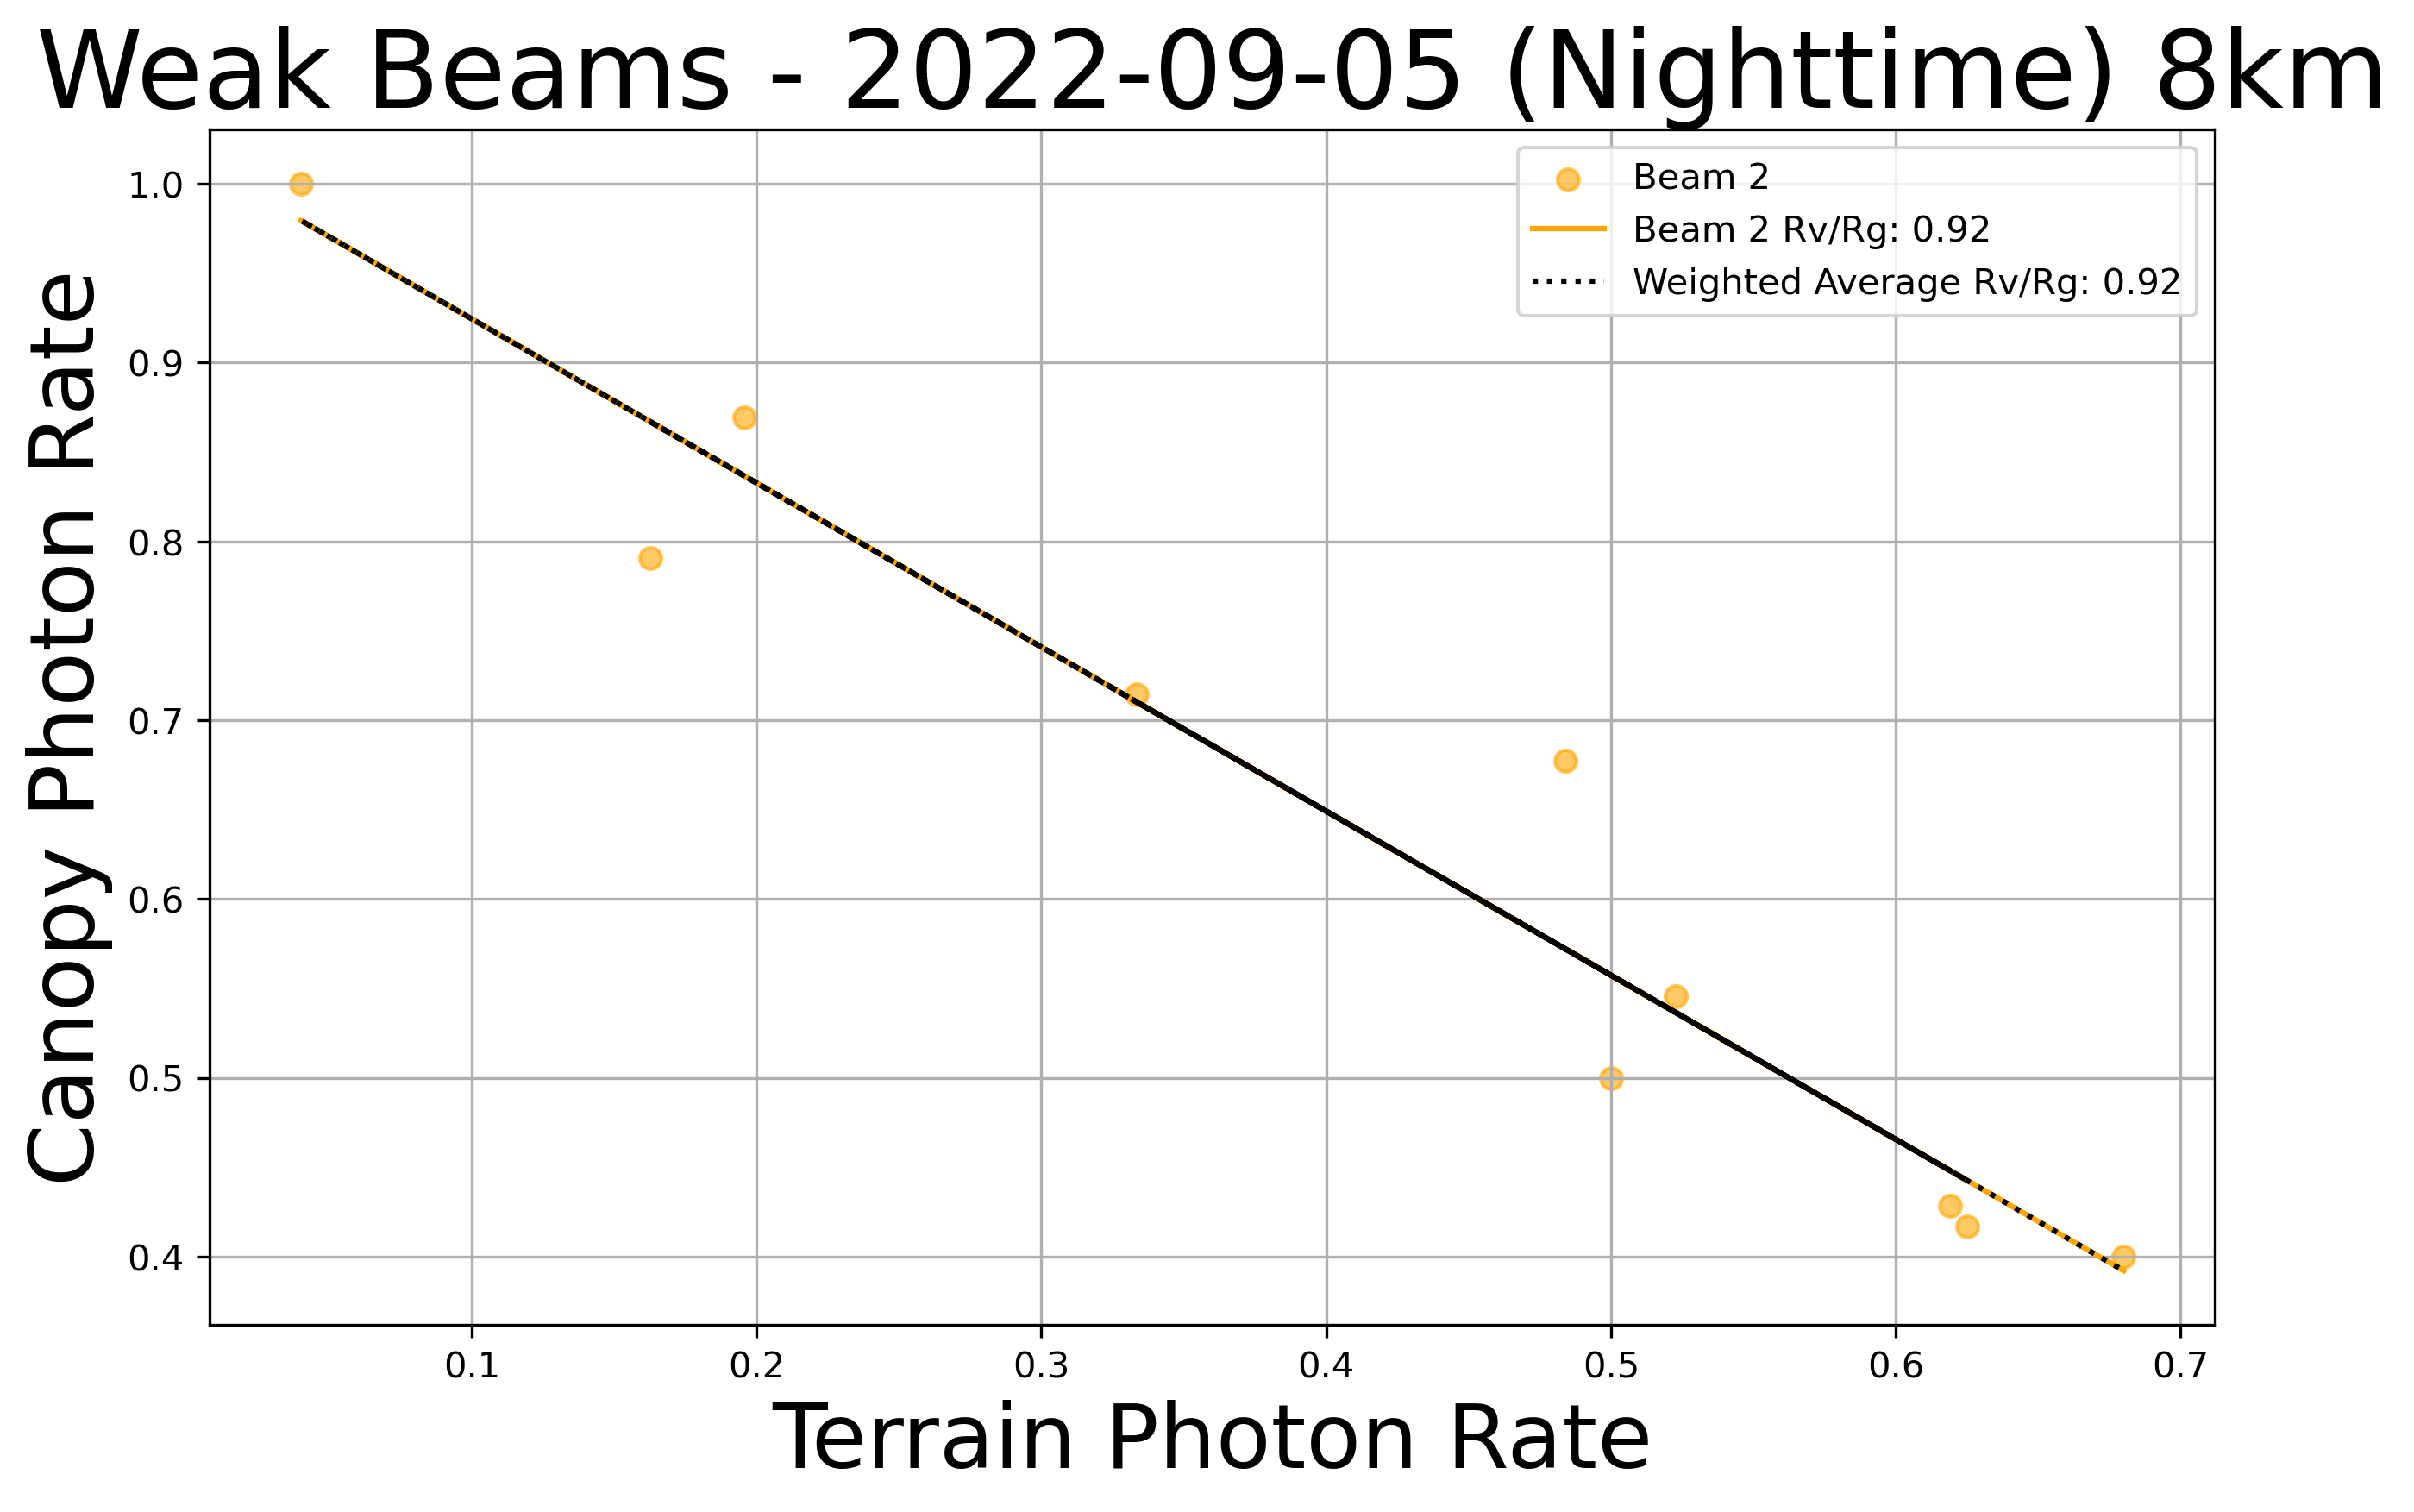 Weak Beams - 2022-09-05 (Nighttime) 8km
Beam 2
Beam 2 Rv/Rg: 0.92
Weighted Average Rv/Rg: 0.92
Canopy Photon Rate
1.0
0.9
0.8
0.7
0.6
0.5
0.4
0.1 0.2 0.3 0.4 0.5 0.6 0.7
Terrain Photon Rate